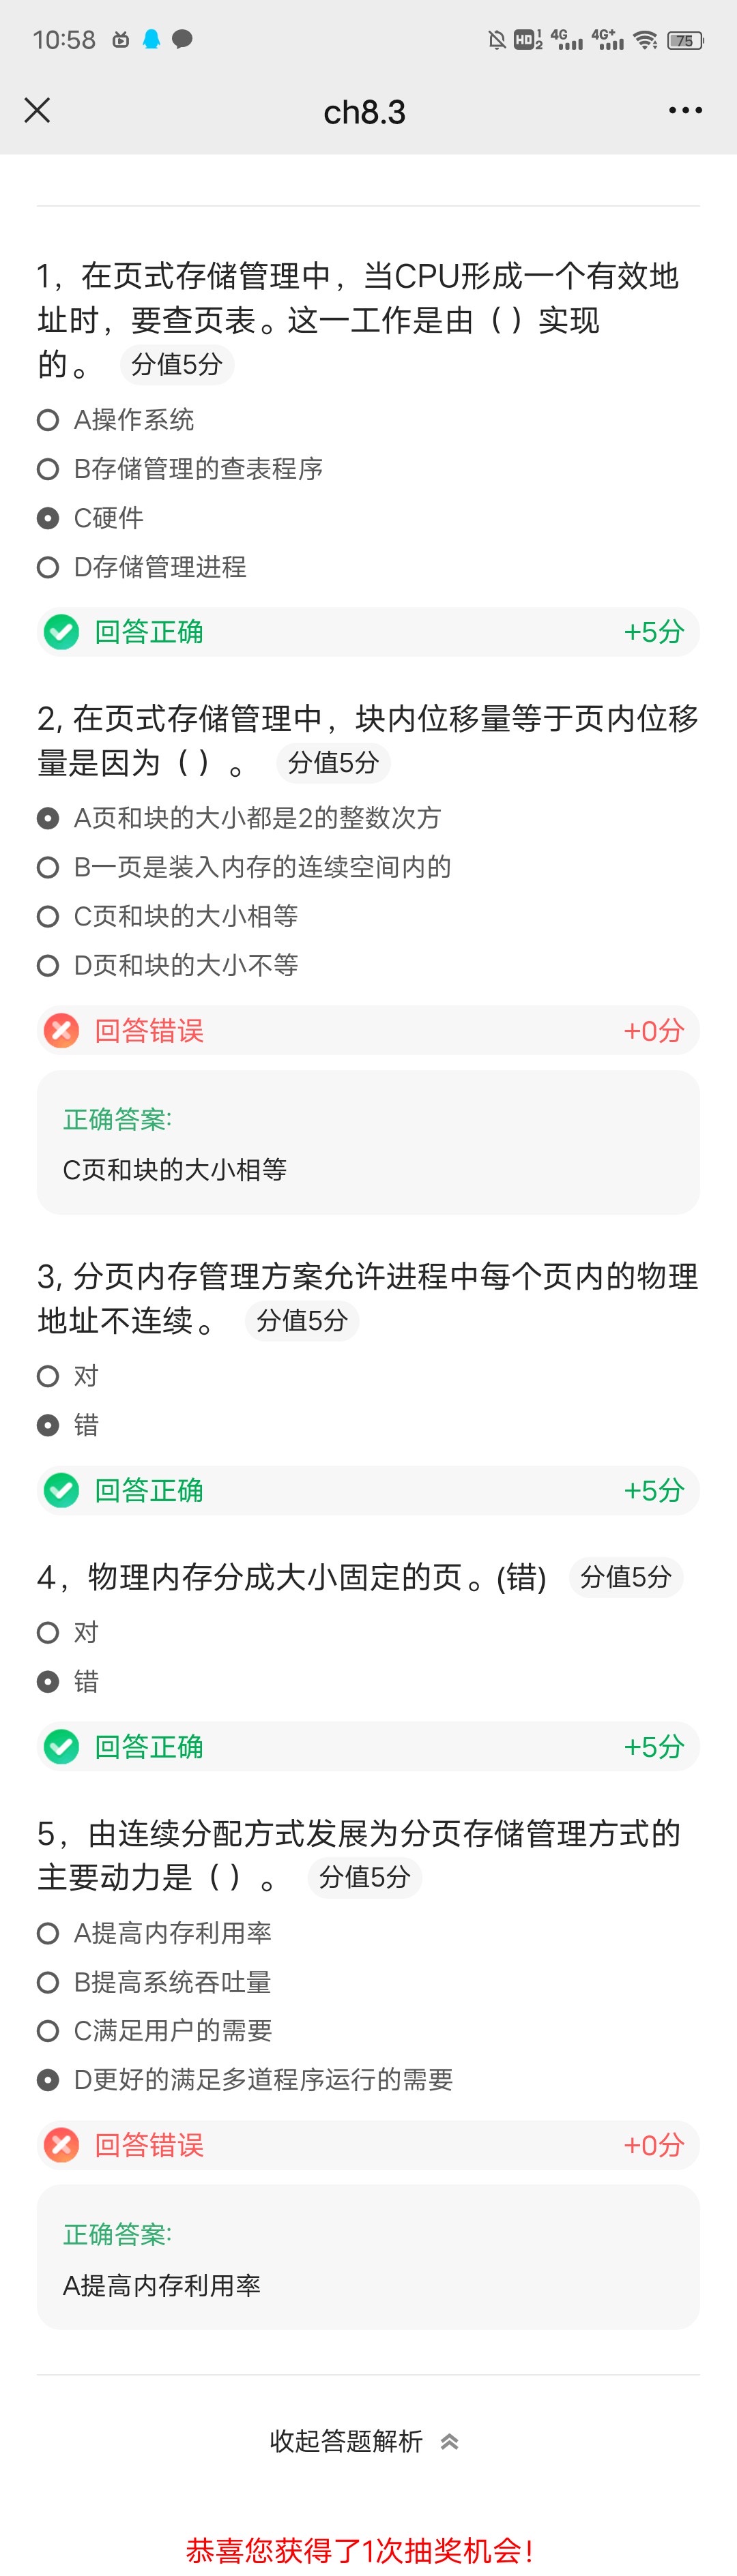 10:58
HD 1 2 4G 4G+ 75
ch8.3
1，在页式存储管理中，当CPU形成一个有效地
址时，要查页表。这一工作是由（）实现
的。 分值5分
A操作系统
B存储管理的查表程序
C硬件
D存储管理进程
回答正确 +5分
2, 在页式存储管理中，块内位移量等于页内位移
量是因为（）。 分值5分
A页和块的大小都是2的整数次方
B一页是装入内存的连续空间内的
C页和块的大小相等
D页和块的大小不等
回答错误 +0分
正确答案:
C页和块的大小相等
3, 分页内存管理方案允许进程中每个页内的物理
地址不连续。 分值5分
对
错
回答正确 +5分
4，物理内存分成大小固定的页。(错) 分值5分
对
错
回答正确 +5分
5，由连续分配方式发展为分页存储管理方式的
主要动力是（）。 分值5分
A提高内存利用率
B提高系统吞吐量
C满足用户的需要
D更好的满足多道程序运行的需要
回答错误 +0分
正确答案:
A提高内存利用率
收起答题解析
恭喜您获得了1次抽奖机会！